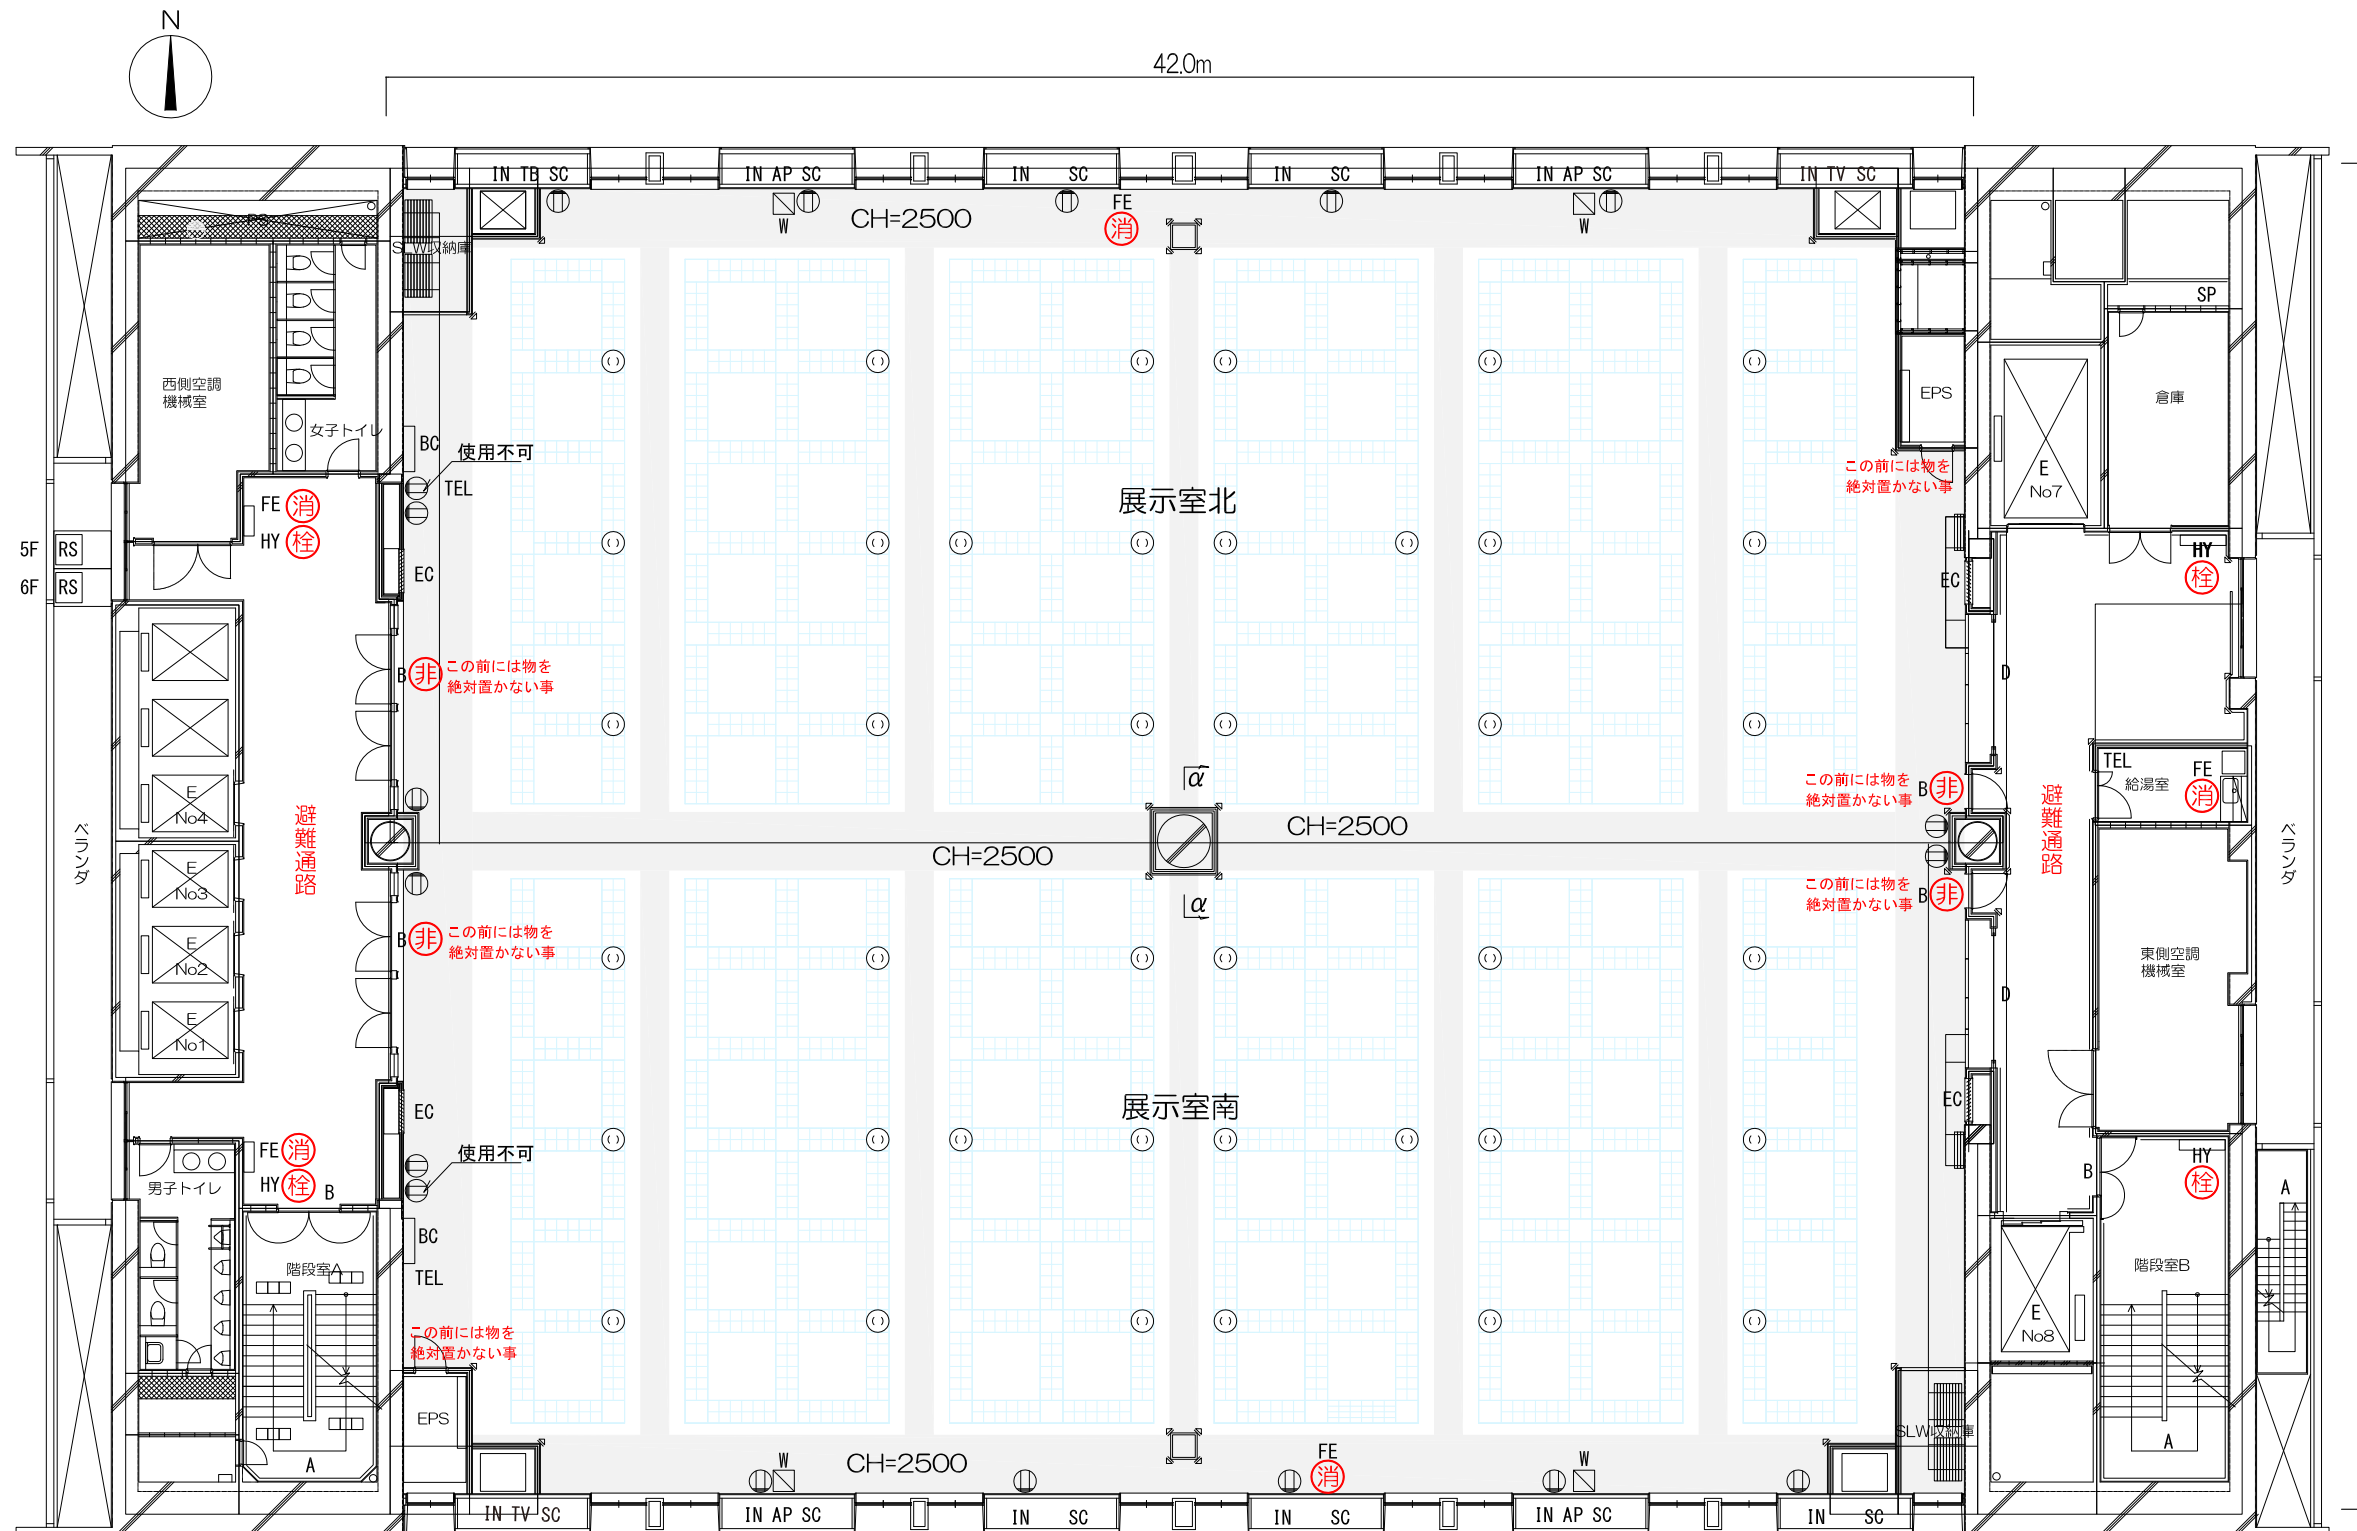 N
42.0m
IN TB SC
IN AP SC
IN SC
IN SC
IN AP SC
IN TV SC
PS
SLW収納庫
W
CH=2500
FE
消
W
SP
西側空調
機械室
女子トイレ
BC
使用不可
TEL
EPS
倉庫
この前には物を
絶対置かない事
E
No7
展示室北
FE 消
HY 栓
5F RS
6F RS
EC
EC
HY
栓
B 非 この前には物を
絶対置かない事
D
α
TEL
FE
給湯室
消
この前には物を
絶対置かない事
B 非
E
No4
避難通路
避難通路
ベランダ
ベランダ
CH=2500
CH=2500
E
No3
この前には物を
絶対置かない事
B 非
α
B 非 この前には物を
絶対置かない事
E
No2
東側空調
機械室
D
E
No1
EC
展示室南
EC
FE 消
HY 栓
B
使用不可
男子トイレ
HY
栓
B
A
BC
TEL
階段室A
階段室B
この前には物を
絶対置かない事
E
No8
EPS
SLW収納庫
A
A
W
CH=2500
FE
消
W
IN TV SC
IN AP SC
IN SC
IN SC
IN AP SC
IN SC